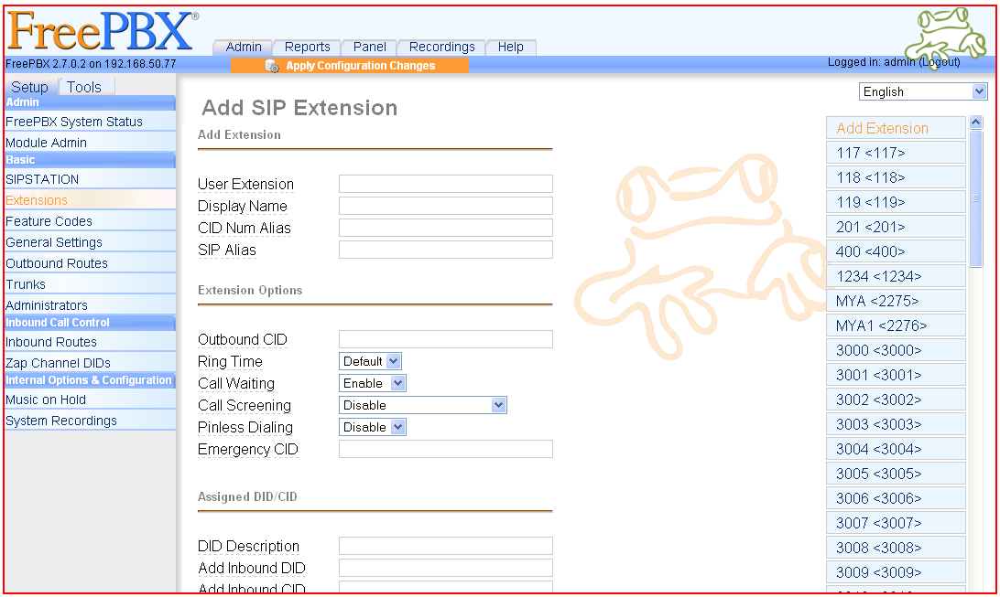 FreePBX®
Admin Reports Panel Recordings Help
FreePBX 2.7.0.2 on 192.168.50.77
Apply Configuration Changes
Logged in: admin (Logout)
Setup Tools
Admin
FreePBX System Status
Module Admin
Basic
SIPSTATION
Extensions
Feature Codes
General Settings
Outbound Routes
Trunks
Administrators
Inbound Call Control
Inbound Routes
Zap Channel DIDs
Internal Options & Configuration
Music on Hold
System Recordings
Add SIP Extension
Add Extension
User Extension
Display Name
CID Num Alias
SIP Alias
Extension Options
Outbound CID
Ring Time Default
Call Waiting Enable
Call Screening Disable
Pinless Dialing Disable
Emergency CID
Assigned DID/CID
DID Description
Add Inbound DID
Add Inbound CID
English
Add Extension
117 <117>
118 <118>
119 <119>
201 <201>
400 <400>
1234 <1234>
MYA <2275>
MYA1 <2276>
3000 <3000>
3001 <3001>
3002 <3002>
3003 <3003>
3004 <3004>
3005 <3005>
3006 <3006>
3007 <3007>
3008 <3008>
3009 <3009>